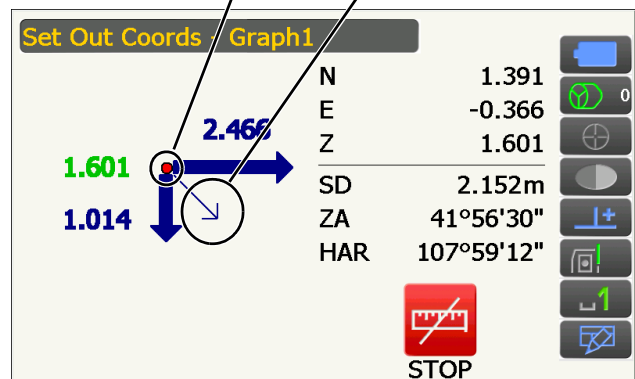 Set Out Coords - Graph1
N 1.391
E -0.366
Z 1.601
SD 2.152m
ZA 41°56'30"
HAR 107°59'12"
2.466
1.601
1.014
STOP
0
1